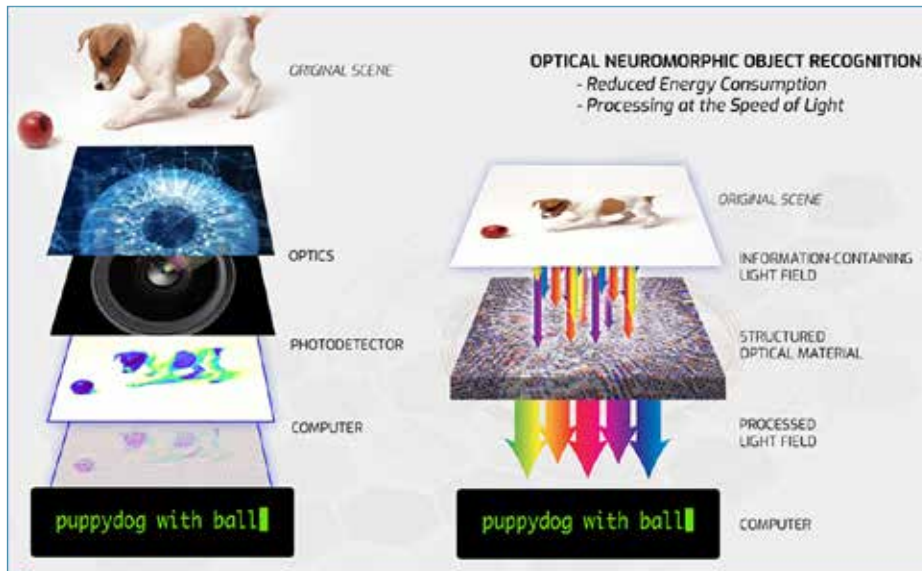 ORIGINAL SCENE
OPTICS
PHOTODETECTOR
COMPUTER
puppydog with ball
OPTICAL NEUROMORPHIC OBJECT RECOGNITION
- Reduced Energy Consumption
- Processing at the Speed of Light
ORIGINAL SCENE
INFORMATION-CONTAINING
LIGHT FIELD
STRUCTURED
OPTICAL MATERIAL
PROCESSED
LIGHT FIELD
puppydog with ball
COMPUTER